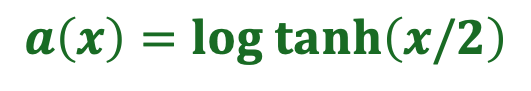 a(x) = log tanh(x/2)